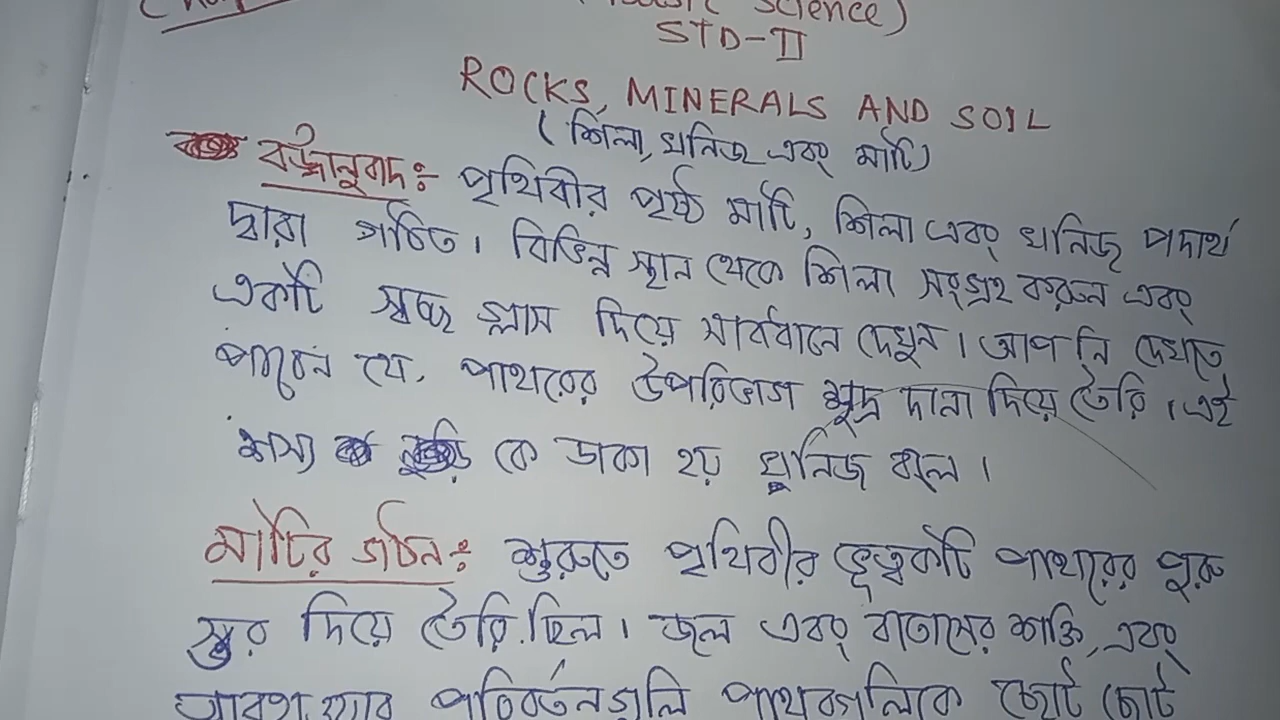 Science)
STD-II
ROCKS, MINERALS AND SOIL
(শিলা, খনিজ এবং মাটি)
বঙ্গানুবাদঃ পৃথিবীর পৃষ্ঠ মাটি, শিলা এবং খনিজ পদার্থ
দ্বারা গঠিত। বিভিন্ন স্থান থেকে শিলা সংগ্রহ করুন এবং
একটি স্বচ্ছ গ্লাস দিয়ে সাবধানে দেখুন। আপনি দেখতে
পাবেন যে, পাথরের উপরিভাগ ক্ষুদ্র দানা দিয়ে তৈরি। এই
শস্য কে ডাকা হয় খনিজ বলে।
মাটির গঠনঃ শুরুতে পৃথিবীর ভূত্বকটি পাথরের পুরু
স্তর দিয়ে তৈরি ছিল। জল এবং বাতাসের শক্তি, এবং
পরিবর্তনগুলি পাথরগুলিকে ছোট ছোট